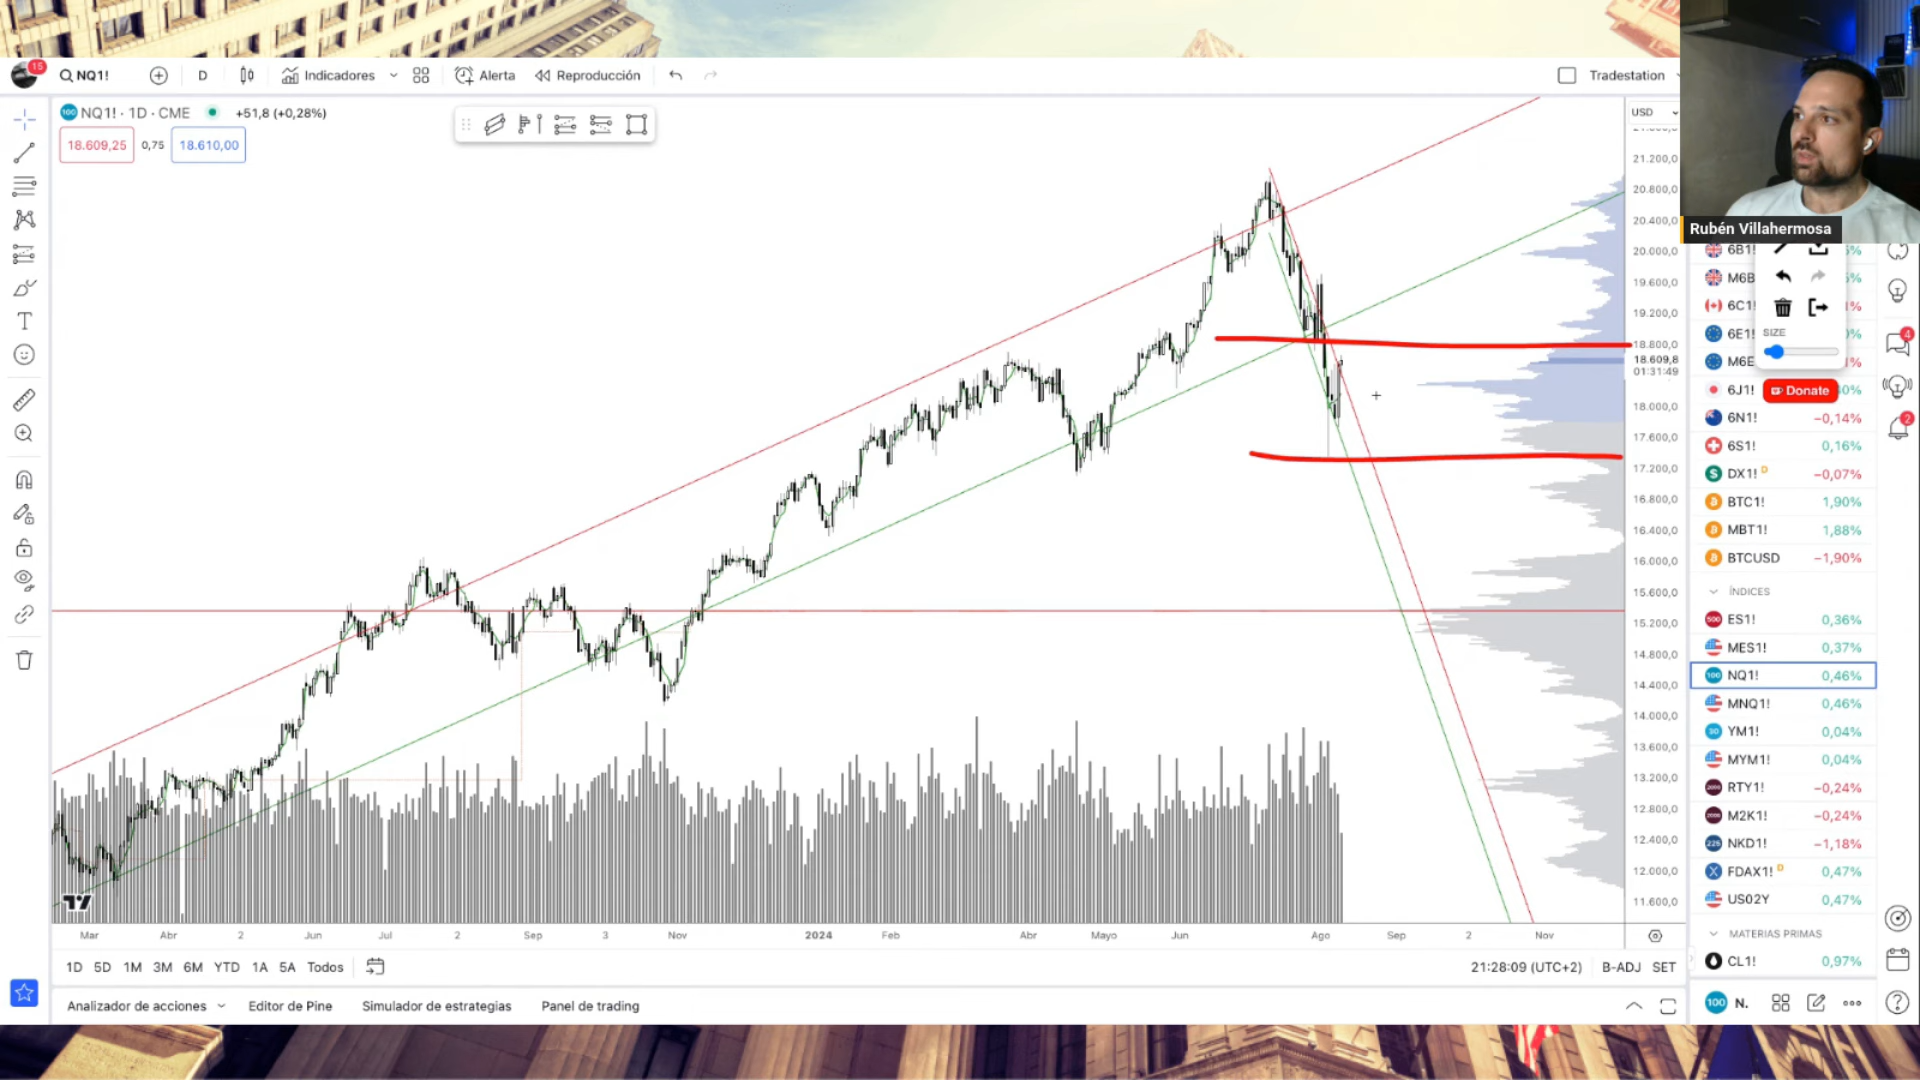 15
NQ1!
D
Indicadores
Alerta
Reproducción
Tradestation
NQ1! · 1D · CME
+51,8 (+0,28%)
18.609,25
0,75
18.610,00
USD
21.200,0
20.800,0
20.400,0
20.000,0
19.600,0
19.200,0
18.800,0
18.609,8
01:31:49
18.000,0
17.600,0
17.200,0
16.800,0
16.400,0
16.000,0
15.600,0
15.200,0
14.800,0
14.400,0
14.000,0
13.600,0
13.200,0
12.800,0
12.400,0
12.000,0
11.600,0
Mar
Abr
2
Jun
Jul
2
Sep
3
Nov
2024
Feb
Abr
Mayo
Jun
Ago
Sep
2
Nov
1D 5D 1M 3M 6M YTD 1A 5A Todos
21:28:09 (UTC+2)
B-ADJ
SET
Analizador de acciones
Editor de Pine
Simulador de estrategias
Panel de trading
Rubén Villahermosa
6B1!
M6B
6C1!
6E1!
M6E
6J1!
SIZE
Donate
6N1! −0,14%
6S1! 0,16%
DX1! D −0,07%
BTC1! 1,90%
MBT1! 1,88%
BTCUSD −1,90%
ÍNDICES
500 ES1! 0,36%
MES1! 0,37%
100 NQ1! 0,46%
MNQ1! 0,46%
30 YM1! 0,04%
MYM1! 0,04%
2000 RTY1! −0,24%
2000 M2K1! −0,24%
225 NKD1! −1,18%
FDAX1! D 0,47%
US02Y 0,47%
MATERIAS PRIMAS
CL1! 0,97%
100 N.
4
2